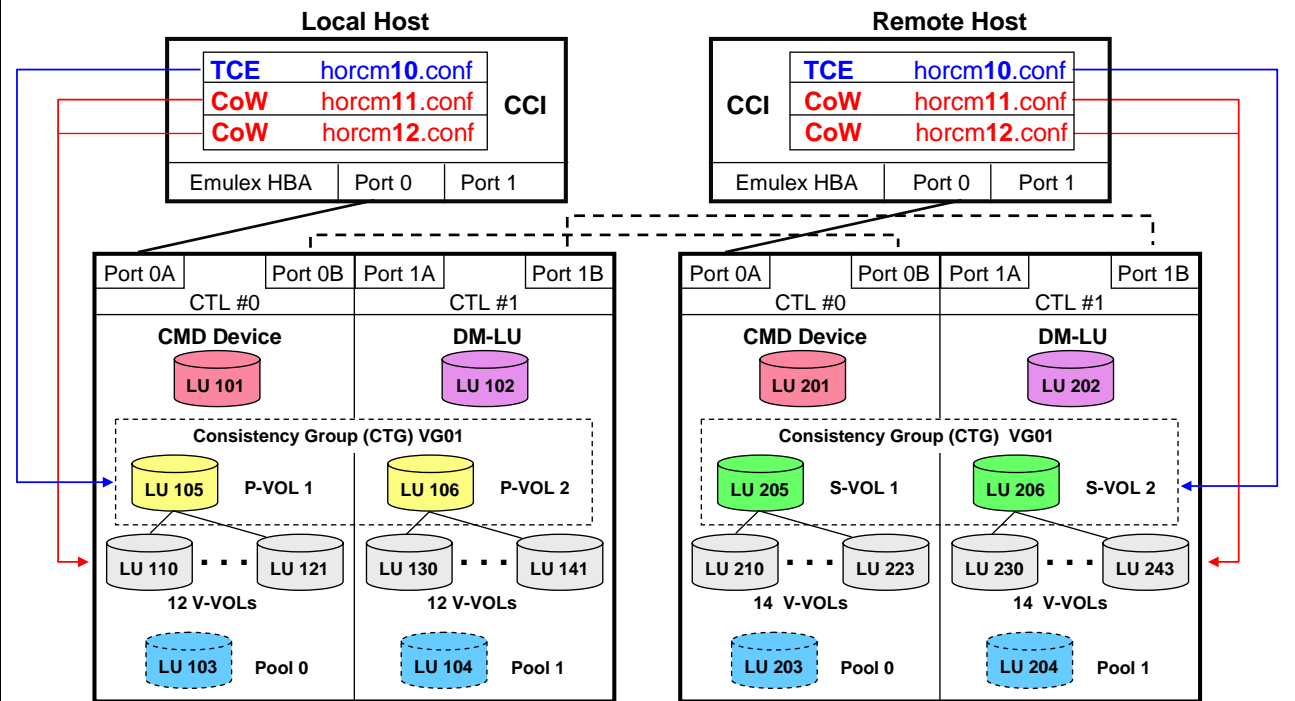 Local Host
TCE horcm10.conf
CoW horcm11.conf
CoW horcm12.conf
CCI
Emulex HBA Port 0 Port 1
Remote Host
CCI
TCE horcm10.conf
CoW horcm11.conf
CoW horcm12.conf
Emulex HBA Port 0 Port 1
Port 0A Port 0B Port 1A Port 1B
CTL #0 CTL #1
CMD Device DM-LU
LU 101 LU 102
Consistency Group (CTG) VG01
LU 105 P-VOL 1 LU 106 P-VOL 2
LU 110 . . . LU 121 LU 130 . . . LU 141
12 V-VOLs 12 V-VOLs
LU 103 Pool 0 LU 104 Pool 1
Port 0A Port 0B Port 1A Port 1B
CTL #0 CTL #1
CMD Device DM-LU
LU 201 LU 202
Consistency Group (CTG) VG01
LU 205 S-VOL 1 LU 206 S-VOL 2
LU 210 . . . LU 223 LU 230 . . . LU 243
14 V-VOLs 14 V-VOLs
LU 203 Pool 0 LU 204 Pool 1